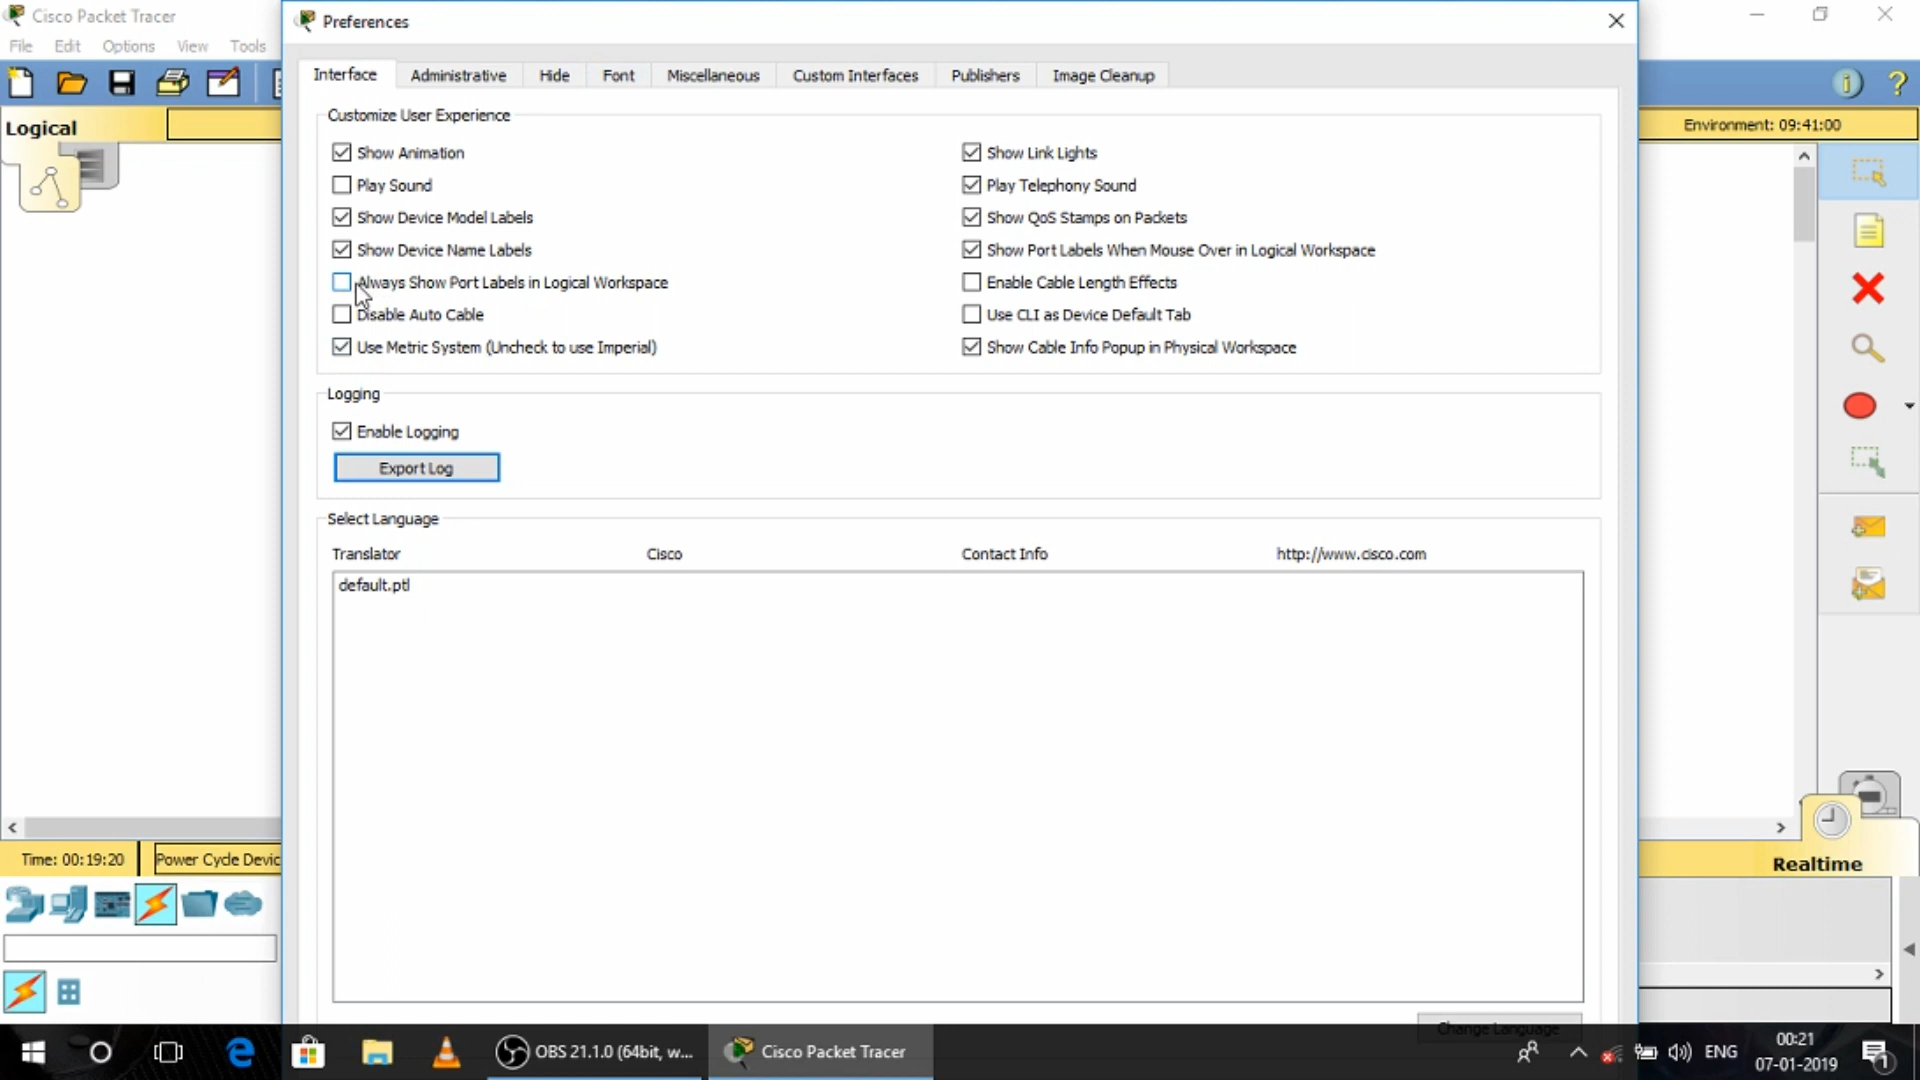 Cisco Packet Tracer
Preferences
File Edit Options View Tools
Interface Administrative Hide Font Miscellaneous Custom Interfaces Publishers Image Cleanup
Logical
Environment: 09:41:00
Customize User Experience
Show Animation
Show Link Lights
Play Sound
Play Telephony Sound
Show Device Model Labels
Show QoS Stamps on Packets
Show Device Name Labels
Show Port Labels When Mouse Over in Logical Workspace
Always Show Port Labels in Logical Workspace
Enable Cable Length Effects
Disable Auto Cable
Use CLI as Device Default Tab
Use Metric System (Uncheck to use Imperial)
Show Cable Info Popup in Physical Workspace
Logging
Enable Logging
Export Log
Select Language
Translator Cisco Contact Info http://www.cisco.com
default.ptl
Time: 00:19:20 Power Cycle Devic
Realtime
Change Language
OBS 21.1.0 (64bit, w...
Cisco Packet Tracer
ENG
00:21
07-01-2019
1